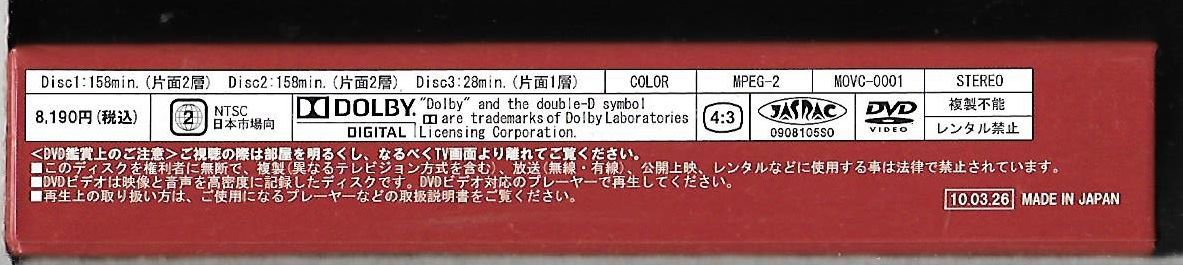 Disc1:158min.(片面2層) Disc2:158min.(片面2層) Disc3:28min.(片面1層) COLOR MPEG-2 MOVC-0001 STEREO
8,190円(税込)
2
NTSC
日本市場向
DOLBY.
DIGITAL
"Dolby" and the double-D symbol
are trademarks of Dolby Laboratories
Licensing Corporation.
4:3
JASRAC
0908105S0
DVD
VIDEO
複製不能
レンタル禁止
<DVD鑑賞上のご注意>ご視聴の際は部屋を明るくし、なるべくTV画面より離れてご覧ください。
■このディスクを権利者に無断で、複製(異なるテレビジョン方式を含む)、放送(無線・有線)、公開上映、レンタルなどに使用する事は法律で禁止されています。
■DVDビデオは映像と音声を高密度に記録したディスクです。DVDビデオ対応のプレーヤーで再生してください。
■再生上の取り扱い方は、ご使用になるプレーヤーなどの取扱説明書をご覧ください。
10.03.26 MADE IN JAPAN